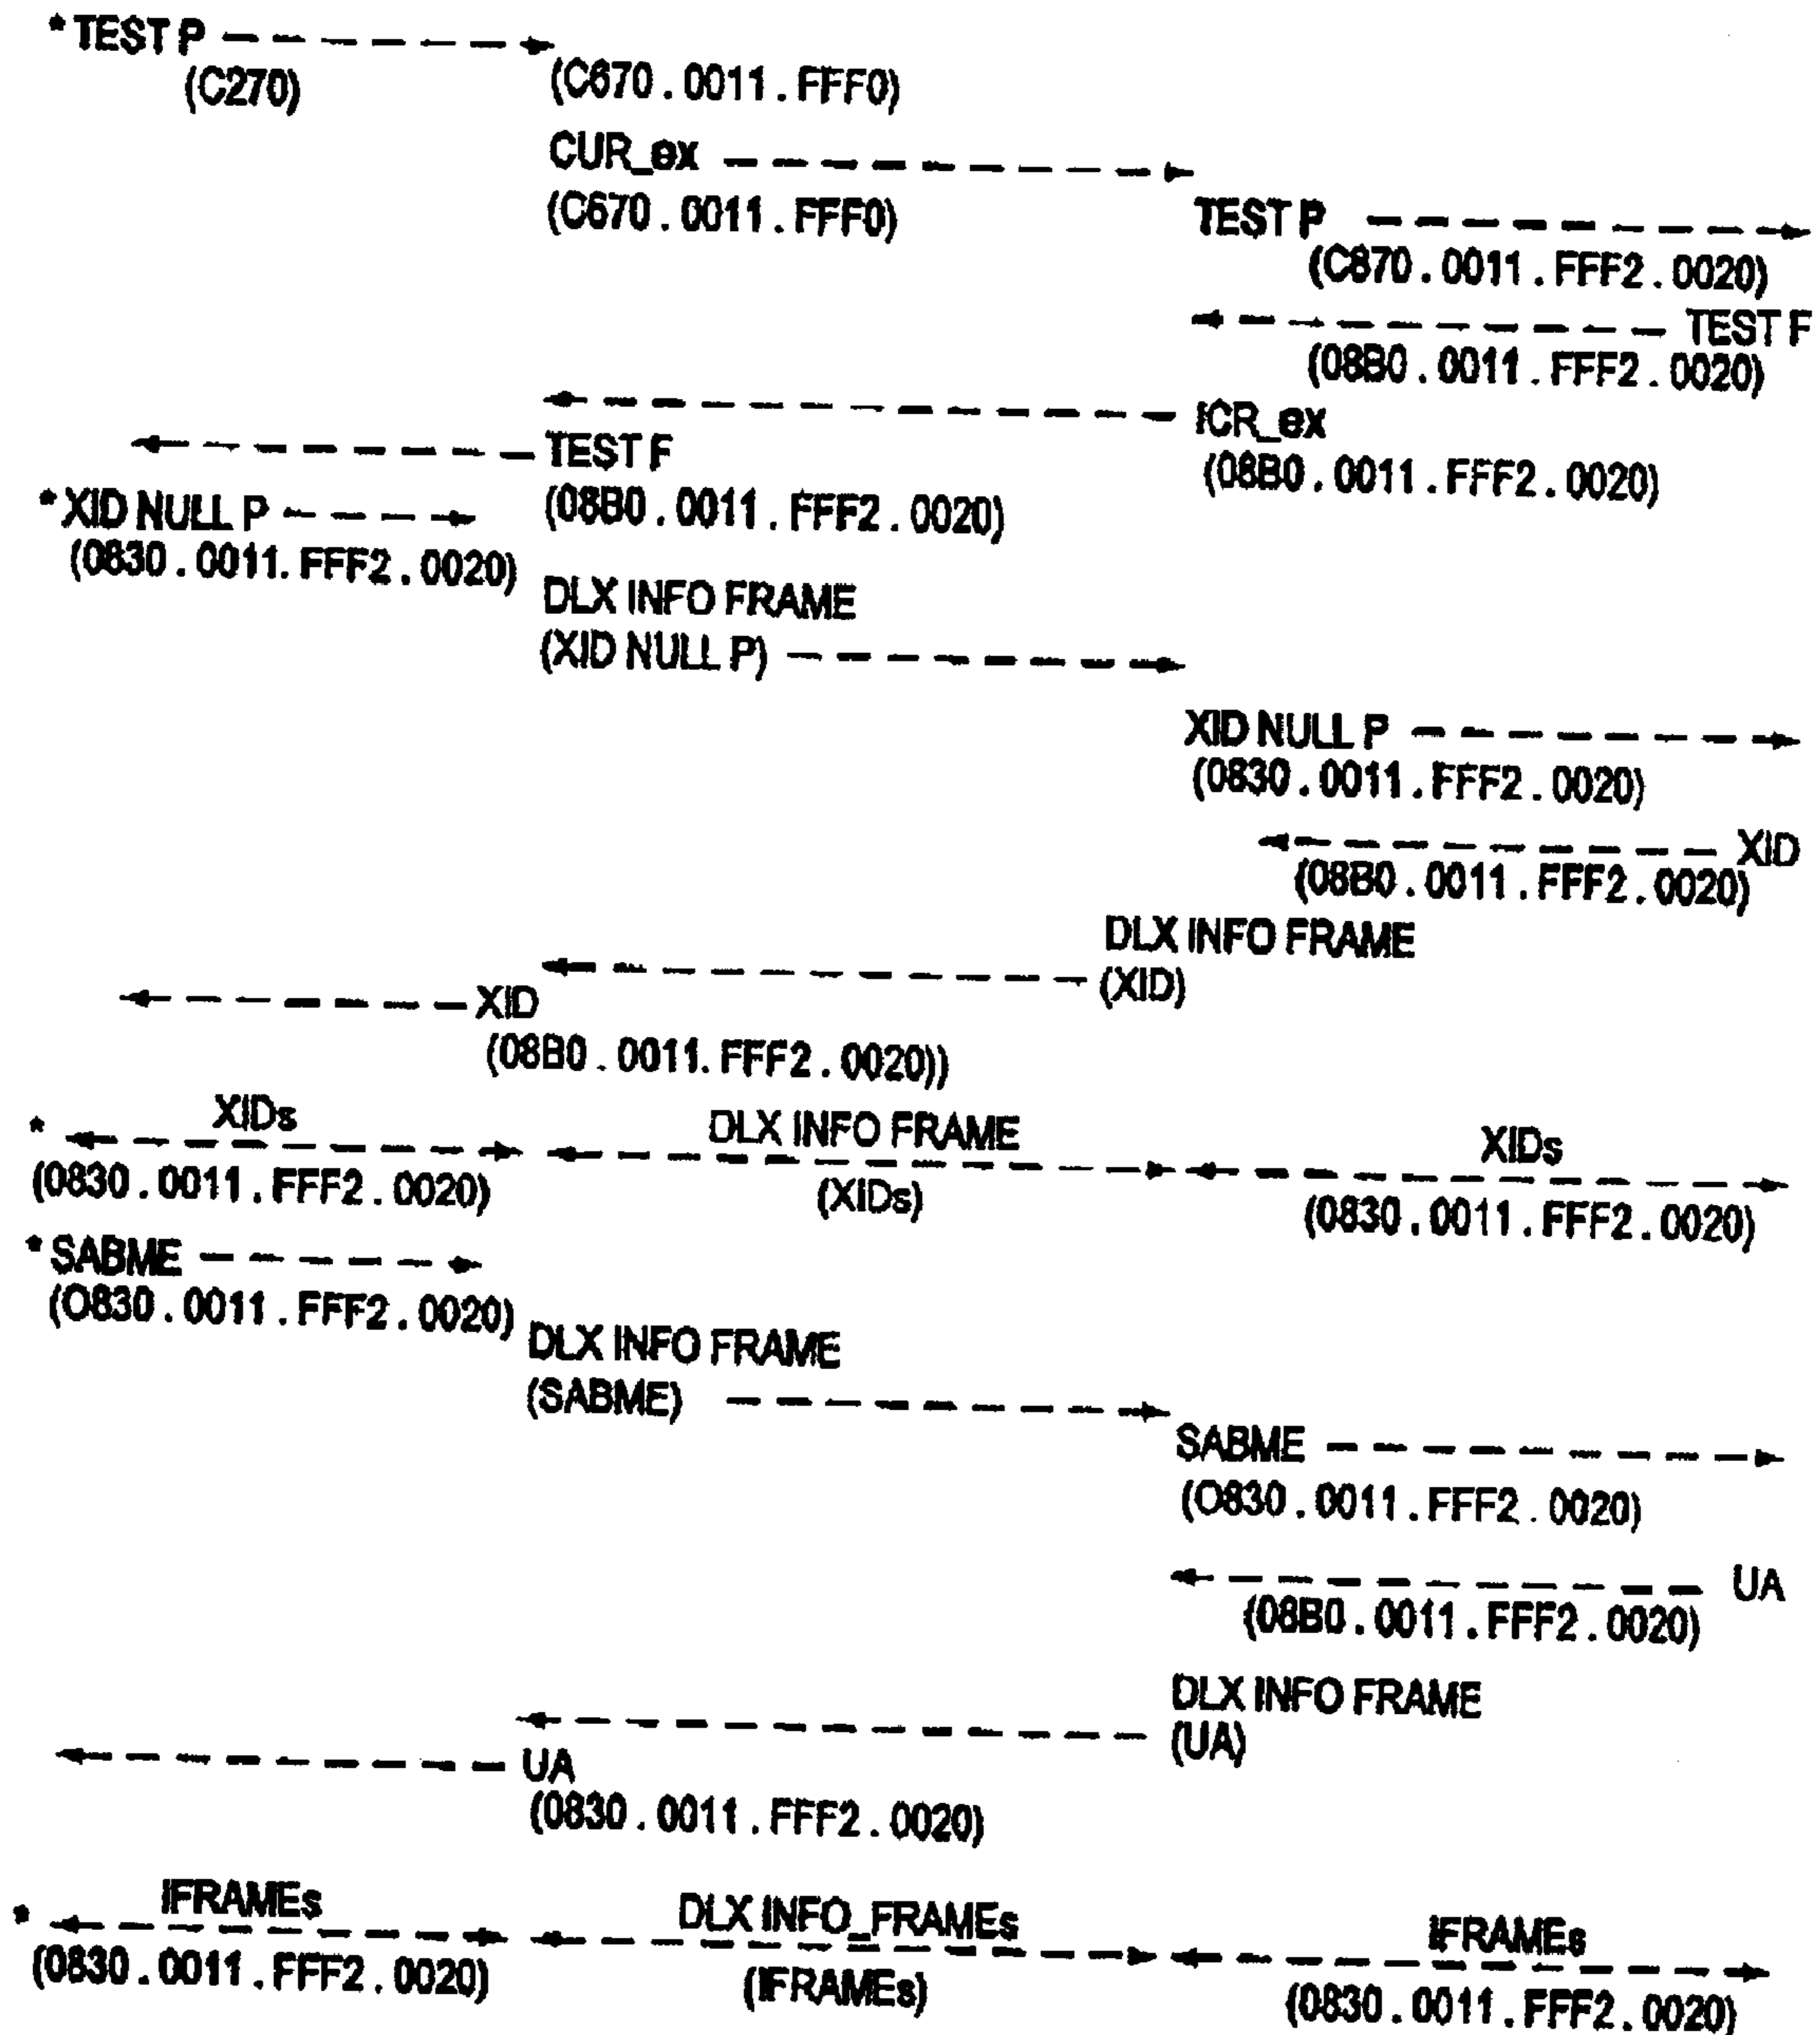 * TEST P
(C270)
(C670 . 0011 . FFF0)
CUR_ex
(C670 . 0011 . FFF0)
TEST P
(C870 . 0011 . FFF2 . 0020)
TEST F
(08B0 . 0011 . FFF2 . 0020)
ICR_ex
(08B0 . 0011 . FFF2 . 0020)
TEST F
(08B0 . 0011 . FFF2 . 0020)
* XID NULL P
(0830 . 0011 . FFF2 . 0020)
DLX INFO FRAME
(XID NULL P)
XID NULL P
(0830 . 0011 . FFF2 . 0020)
XID
(08B0 . 0011 . FFF2 . 0020)
DLX INFO FRAME
(XID)
XID
(08B0 . 0011 . FFF2 . 0020))
* XIDs
(0830 . 0011 . FFF2 . 0020)
DLX INFO FRAME
(XIDs)
XIDs
(0830 . 0011 . FFF2 . 0020)
* SABME
(O830 . 0011 . FFF2 . 0020)
DLX INFO FRAME
(SABME)
SABME
(O830 . 0011 . FFF2 . 0020)
UA
(08B0 . 0011 . FFF2 . 0020)
DLX INFO FRAME
(UA)
UA
(0830 . 0011 . FFF2 . 0020)
* IFRAMEs
(0830 . 0011 . FFF2 . 0020)
DLX INFO_FRAMEs
(IFRAMEs)
IFRAMEs
(0830 . 0011 . FFF2 . 0020)